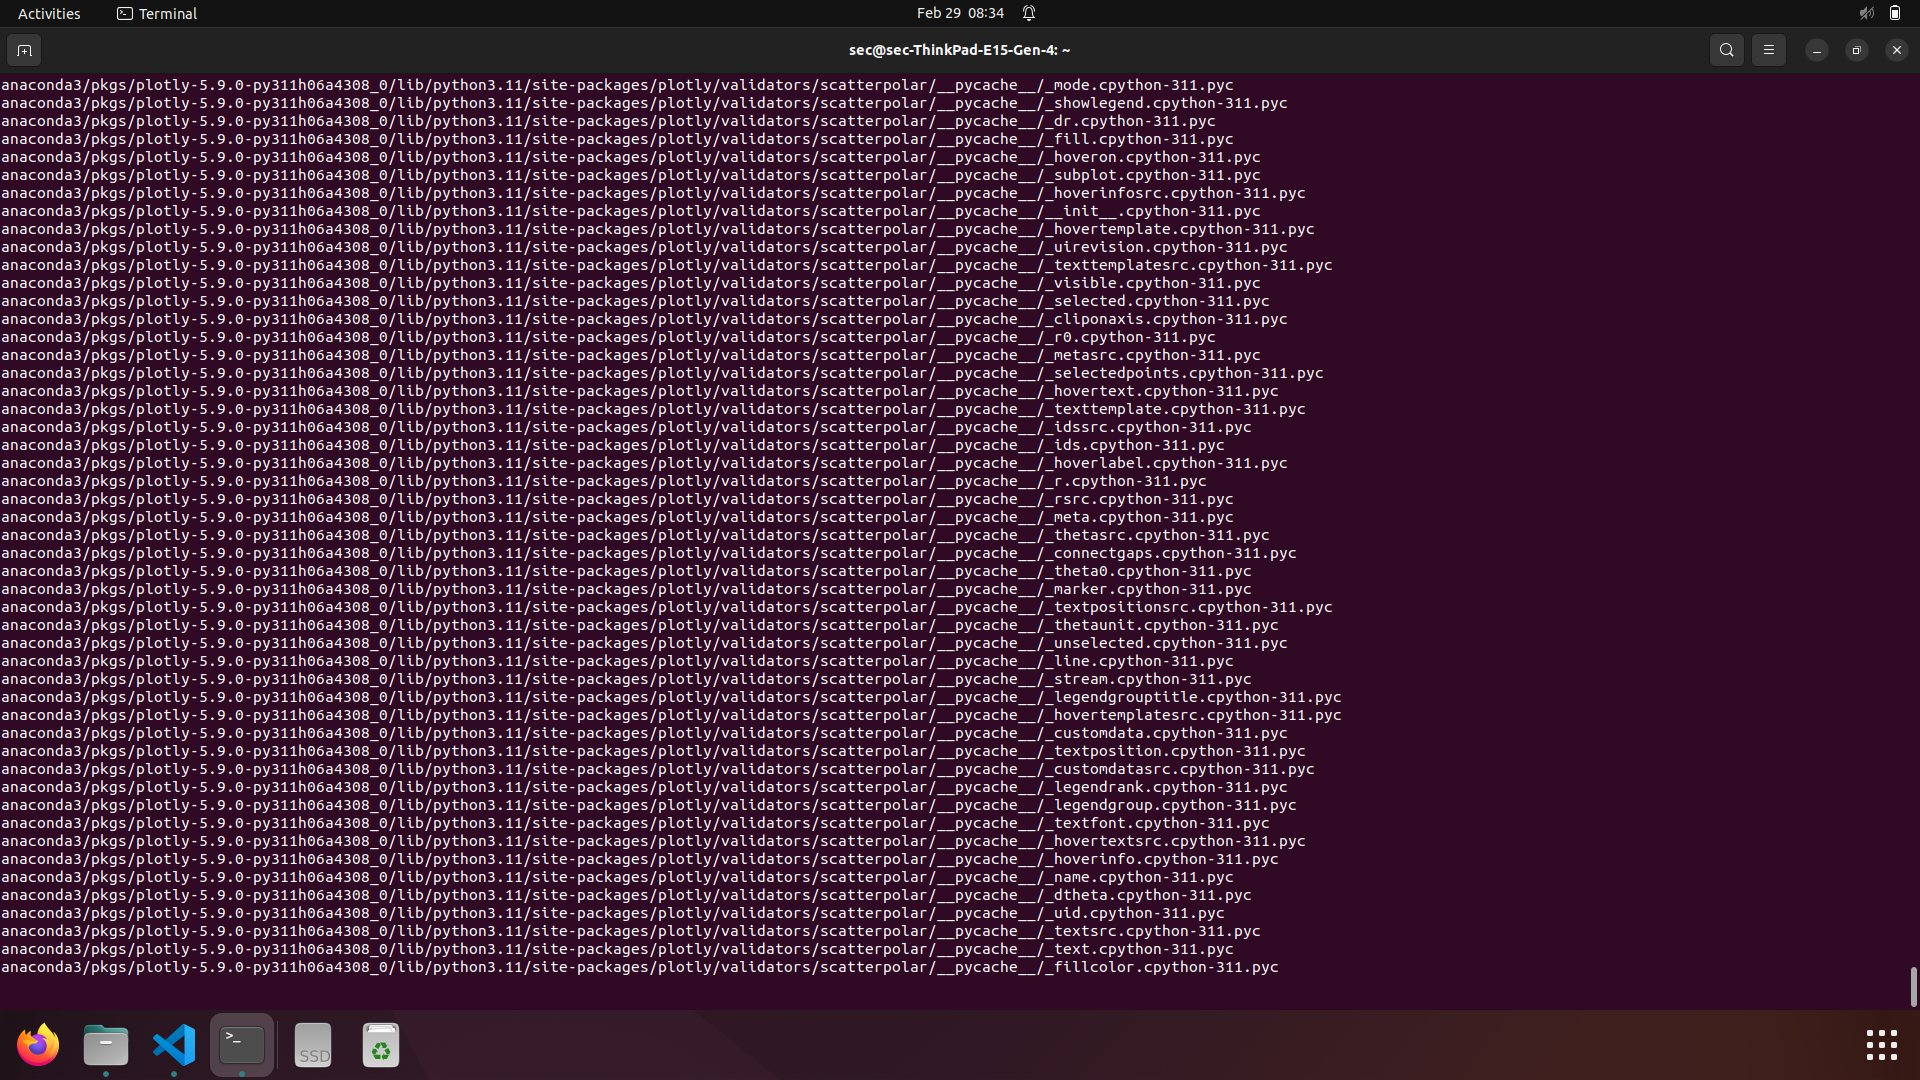 Activities
Terminal
Feb 29 08:34
sec@sec-ThinkPad-E15-Gen-4: ~
anaconda3/pkgs/plotly-5.9.0-py311h06a4308_0/lib/python3.11/site-packages/plotly/validators/scatterpolar/__pycache__/_mode.cpython-311.pyc
anaconda3/pkgs/plotly-5.9.0-py311h06a4308_0/lib/python3.11/site-packages/plotly/validators/scatterpolar/__pycache__/_showlegend.cpython-311.pyc
anaconda3/pkgs/plotly-5.9.0-py311h06a4308_0/lib/python3.11/site-packages/plotly/validators/scatterpolar/__pycache__/_dr.cpython-311.pyc
anaconda3/pkgs/plotly-5.9.0-py311h06a4308_0/lib/python3.11/site-packages/plotly/validators/scatterpolar/__pycache__/_fill.cpython-311.pyc
anaconda3/pkgs/plotly-5.9.0-py311h06a4308_0/lib/python3.11/site-packages/plotly/validators/scatterpolar/__pycache__/_hoveron.cpython-311.pyc
anaconda3/pkgs/plotly-5.9.0-py311h06a4308_0/lib/python3.11/site-packages/plotly/validators/scatterpolar/__pycache__/_subplot.cpython-311.pyc
anaconda3/pkgs/plotly-5.9.0-py311h06a4308_0/lib/python3.11/site-packages/plotly/validators/scatterpolar/__pycache__/_hoverinfosrc.cpython-311.pyc
anaconda3/pkgs/plotly-5.9.0-py311h06a4308_0/lib/python3.11/site-packages/plotly/validators/scatterpolar/__pycache__/__init__.cpython-311.pyc
anaconda3/pkgs/plotly-5.9.0-py311h06a4308_0/lib/python3.11/site-packages/plotly/validators/scatterpolar/__pycache__/_hovertemplate.cpython-311.pyc
anaconda3/pkgs/plotly-5.9.0-py311h06a4308_0/lib/python3.11/site-packages/plotly/validators/scatterpolar/__pycache__/_uirevision.cpython-311.pyc
anaconda3/pkgs/plotly-5.9.0-py311h06a4308_0/lib/python3.11/site-packages/plotly/validators/scatterpolar/__pycache__/_texttemplatesrc.cpython-311.pyc
anaconda3/pkgs/plotly-5.9.0-py311h06a4308_0/lib/python3.11/site-packages/plotly/validators/scatterpolar/__pycache__/_visible.cpython-311.pyc
anaconda3/pkgs/plotly-5.9.0-py311h06a4308_0/lib/python3.11/site-packages/plotly/validators/scatterpolar/__pycache__/_selected.cpython-311.pyc
anaconda3/pkgs/plotly-5.9.0-py311h06a4308_0/lib/python3.11/site-packages/plotly/validators/scatterpolar/__pycache__/_cliponaxis.cpython-311.pyc
anaconda3/pkgs/plotly-5.9.0-py311h06a4308_0/lib/python3.11/site-packages/plotly/validators/scatterpolar/__pycache__/_r0.cpython-311.pyc
anaconda3/pkgs/plotly-5.9.0-py311h06a4308_0/lib/python3.11/site-packages/plotly/validators/scatterpolar/__pycache__/_metasrc.cpython-311.pyc
anaconda3/pkgs/plotly-5.9.0-py311h06a4308_0/lib/python3.11/site-packages/plotly/validators/scatterpolar/__pycache__/_selectedpoints.cpython-311.pyc
anaconda3/pkgs/plotly-5.9.0-py311h06a4308_0/lib/python3.11/site-packages/plotly/validators/scatterpolar/__pycache__/_hovertext.cpython-311.pyc
anaconda3/pkgs/plotly-5.9.0-py311h06a4308_0/lib/python3.11/site-packages/plotly/validators/scatterpolar/__pycache__/_texttemplate.cpython-311.pyc
anaconda3/pkgs/plotly-5.9.0-py311h06a4308_0/lib/python3.11/site-packages/plotly/validators/scatterpolar/__pycache__/_idssrc.cpython-311.pyc
anaconda3/pkgs/plotly-5.9.0-py311h06a4308_0/lib/python3.11/site-packages/plotly/validators/scatterpolar/__pycache__/_ids.cpython-311.pyc
anaconda3/pkgs/plotly-5.9.0-py311h06a4308_0/lib/python3.11/site-packages/plotly/validators/scatterpolar/__pycache__/_hoverlabel.cpython-311.pyc
anaconda3/pkgs/plotly-5.9.0-py311h06a4308_0/lib/python3.11/site-packages/plotly/validators/scatterpolar/__pycache__/_r.cpython-311.pyc
anaconda3/pkgs/plotly-5.9.0-py311h06a4308_0/lib/python3.11/site-packages/plotly/validators/scatterpolar/__pycache__/_rsrc.cpython-311.pyc
anaconda3/pkgs/plotly-5.9.0-py311h06a4308_0/lib/python3.11/site-packages/plotly/validators/scatterpolar/__pycache__/_meta.cpython-311.pyc
anaconda3/pkgs/plotly-5.9.0-py311h06a4308_0/lib/python3.11/site-packages/plotly/validators/scatterpolar/__pycache__/_thetasrc.cpython-311.pyc
anaconda3/pkgs/plotly-5.9.0-py311h06a4308_0/lib/python3.11/site-packages/plotly/validators/scatterpolar/__pycache__/_connectgaps.cpython-311.pyc
anaconda3/pkgs/plotly-5.9.0-py311h06a4308_0/lib/python3.11/site-packages/plotly/validators/scatterpolar/__pycache__/_theta0.cpython-311.pyc
anaconda3/pkgs/plotly-5.9.0-py311h06a4308_0/lib/python3.11/site-packages/plotly/validators/scatterpolar/__pycache__/_marker.cpython-311.pyc
anaconda3/pkgs/plotly-5.9.0-py311h06a4308_0/lib/python3.11/site-packages/plotly/validators/scatterpolar/__pycache__/_textpositionsrc.cpython-311.pyc
anaconda3/pkgs/plotly-5.9.0-py311h06a4308_0/lib/python3.11/site-packages/plotly/validators/scatterpolar/__pycache__/_thetaunit.cpython-311.pyc
anaconda3/pkgs/plotly-5.9.0-py311h06a4308_0/lib/python3.11/site-packages/plotly/validators/scatterpolar/__pycache__/_unselected.cpython-311.pyc
anaconda3/pkgs/plotly-5.9.0-py311h06a4308_0/lib/python3.11/site-packages/plotly/validators/scatterpolar/__pycache__/_line.cpython-311.pyc
anaconda3/pkgs/plotly-5.9.0-py311h06a4308_0/lib/python3.11/site-packages/plotly/validators/scatterpolar/__pycache__/_stream.cpython-311.pyc
anaconda3/pkgs/plotly-5.9.0-py311h06a4308_0/lib/python3.11/site-packages/plotly/validators/scatterpolar/__pycache__/_legendgrouptitle.cpython-311.pyc
anaconda3/pkgs/plotly-5.9.0-py311h06a4308_0/lib/python3.11/site-packages/plotly/validators/scatterpolar/__pycache__/_hovertemplatesrc.cpython-311.pyc
anaconda3/pkgs/plotly-5.9.0-py311h06a4308_0/lib/python3.11/site-packages/plotly/validators/scatterpolar/__pycache__/_customdata.cpython-311.pyc
anaconda3/pkgs/plotly-5.9.0-py311h06a4308_0/lib/python3.11/site-packages/plotly/validators/scatterpolar/__pycache__/_textposition.cpython-311.pyc
anaconda3/pkgs/plotly-5.9.0-py311h06a4308_0/lib/python3.11/site-packages/plotly/validators/scatterpolar/__pycache__/_customdatasrc.cpython-311.pyc
anaconda3/pkgs/plotly-5.9.0-py311h06a4308_0/lib/python3.11/site-packages/plotly/validators/scatterpolar/__pycache__/_legendrank.cpython-311.pyc
anaconda3/pkgs/plotly-5.9.0-py311h06a4308_0/lib/python3.11/site-packages/plotly/validators/scatterpolar/__pycache__/_legendgroup.cpython-311.pyc
anaconda3/pkgs/plotly-5.9.0-py311h06a4308_0/lib/python3.11/site-packages/plotly/validators/scatterpolar/__pycache__/_textfont.cpython-311.pyc
anaconda3/pkgs/plotly-5.9.0-py311h06a4308_0/lib/python3.11/site-packages/plotly/validators/scatterpolar/__pycache__/_hovertextsrc.cpython-311.pyc
anaconda3/pkgs/plotly-5.9.0-py311h06a4308_0/lib/python3.11/site-packages/plotly/validators/scatterpolar/__pycache__/_hoverinfo.cpython-311.pyc
anaconda3/pkgs/plotly-5.9.0-py311h06a4308_0/lib/python3.11/site-packages/plotly/validators/scatterpolar/__pycache__/_name.cpython-311.pyc
anaconda3/pkgs/plotly-5.9.0-py311h06a4308_0/lib/python3.11/site-packages/plotly/validators/scatterpolar/__pycache__/_dtheta.cpython-311.pyc
anaconda3/pkgs/plotly-5.9.0-py311h06a4308_0/lib/python3.11/site-packages/plotly/validators/scatterpolar/__pycache__/_uid.cpython-311.pyc
anaconda3/pkgs/plotly-5.9.0-py311h06a4308_0/lib/python3.11/site-packages/plotly/validators/scatterpolar/__pycache__/_textsrc.cpython-311.pyc
anaconda3/pkgs/plotly-5.9.0-py311h06a4308_0/lib/python3.11/site-packages/plotly/validators/scatterpolar/__pycache__/_text.cpython-311.pyc
anaconda3/pkgs/plotly-5.9.0-py311h06a4308_0/lib/python3.11/site-packages/plotly/validators/scatterpolar/__pycache__/_fillcolor.cpython-311.pyc
>_
SSD